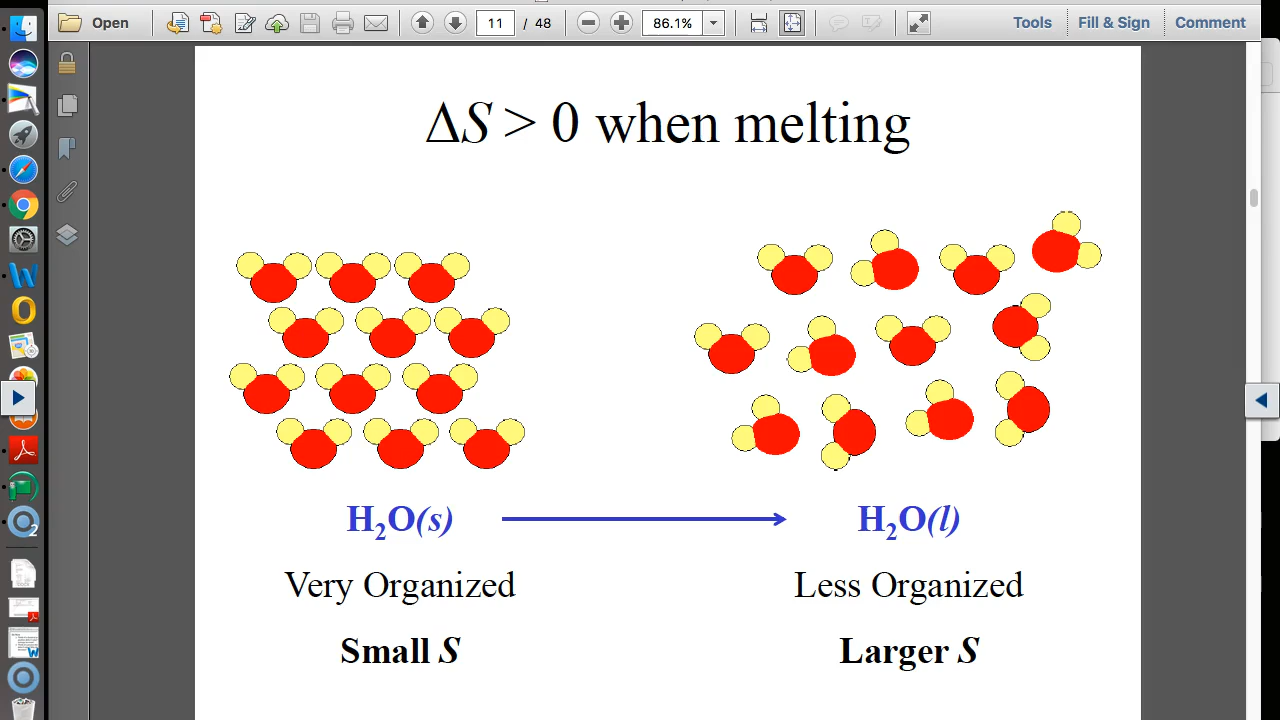 Open
11 / 48
86.1%
Tools
Fill & Sign
Comment
ΔS > 0 when melting
H₂O(s)
H₂O(l)
Very Organized
Less Organized
Small S
Larger S